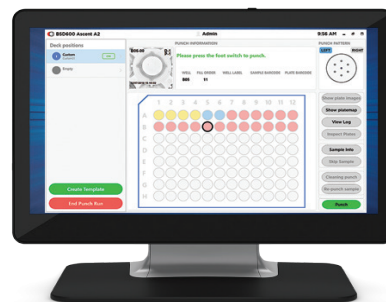 BSD600 Ascent A2
Admin
9:58 AM
Deck positions
Custom
Empty
PUNCH INFORMATION
Please press the foot switch to punch.
WELL FILL ORDER WELL LABEL SAMPLE BARCODE PLATE BARCODE
B05 51
PUNCH PATTERN
LEFT RIGHT
1 2 3 4 5 6 7 8 9 10 11 12
A
B
C
D
E
F
G
H
Show plate images
Show platemap
View Log
Inspect Plates
Sample Info
Skip Sample
Cleaning punch
Re-punch sample
Punch
Create Template
End Punch Run